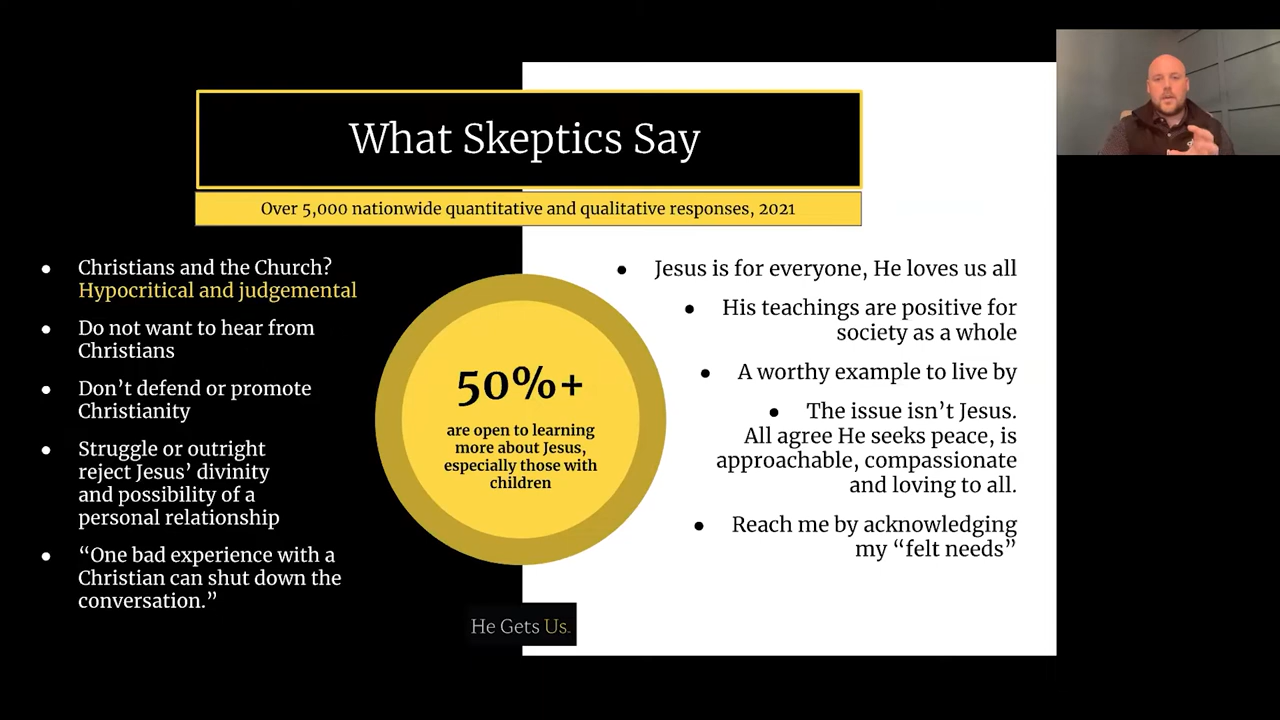 What Skeptics Say
Over 5,000 nationwide quantitative and qualitative responses, 2021
● Christians and the Church?
Hypocritical and judgemental
● Do not want to hear from
Christians
● Don’t defend or promote
Christianity
● Struggle or outright
reject Jesus’ divinity
and possibility of a
personal relationship
● “One bad experience with a
Christian can shut down the
conversation.”
50%+
are open to learning
more about Jesus,
especially those with
children
● Jesus is for everyone, He loves us all
● His teachings are positive for
society as a whole
● A worthy example to live by
● The issue isn’t Jesus.
All agree He seeks peace, is
approachable, compassionate
and loving to all.
● Reach me by acknowledging
my “felt needs”
He Gets Us.